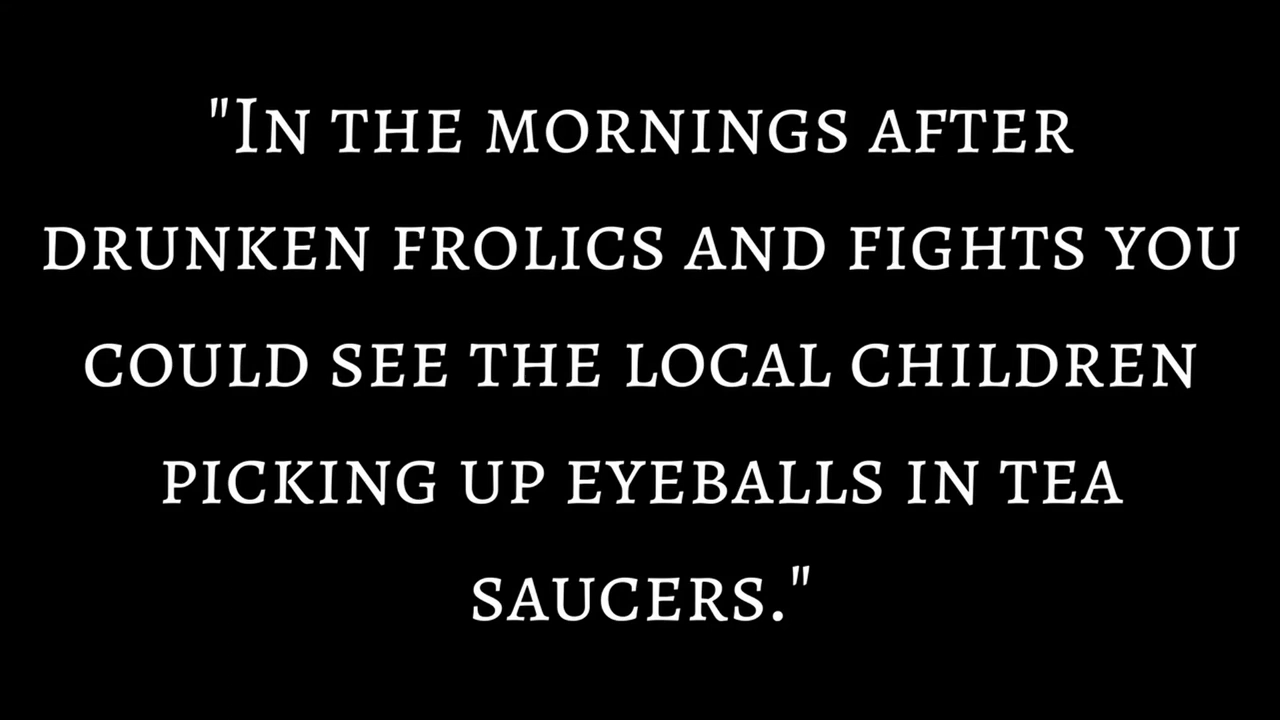 "In the mornings after
drunken frolics and fights you
could see the local children
picking up eyeballs in tea
saucers."